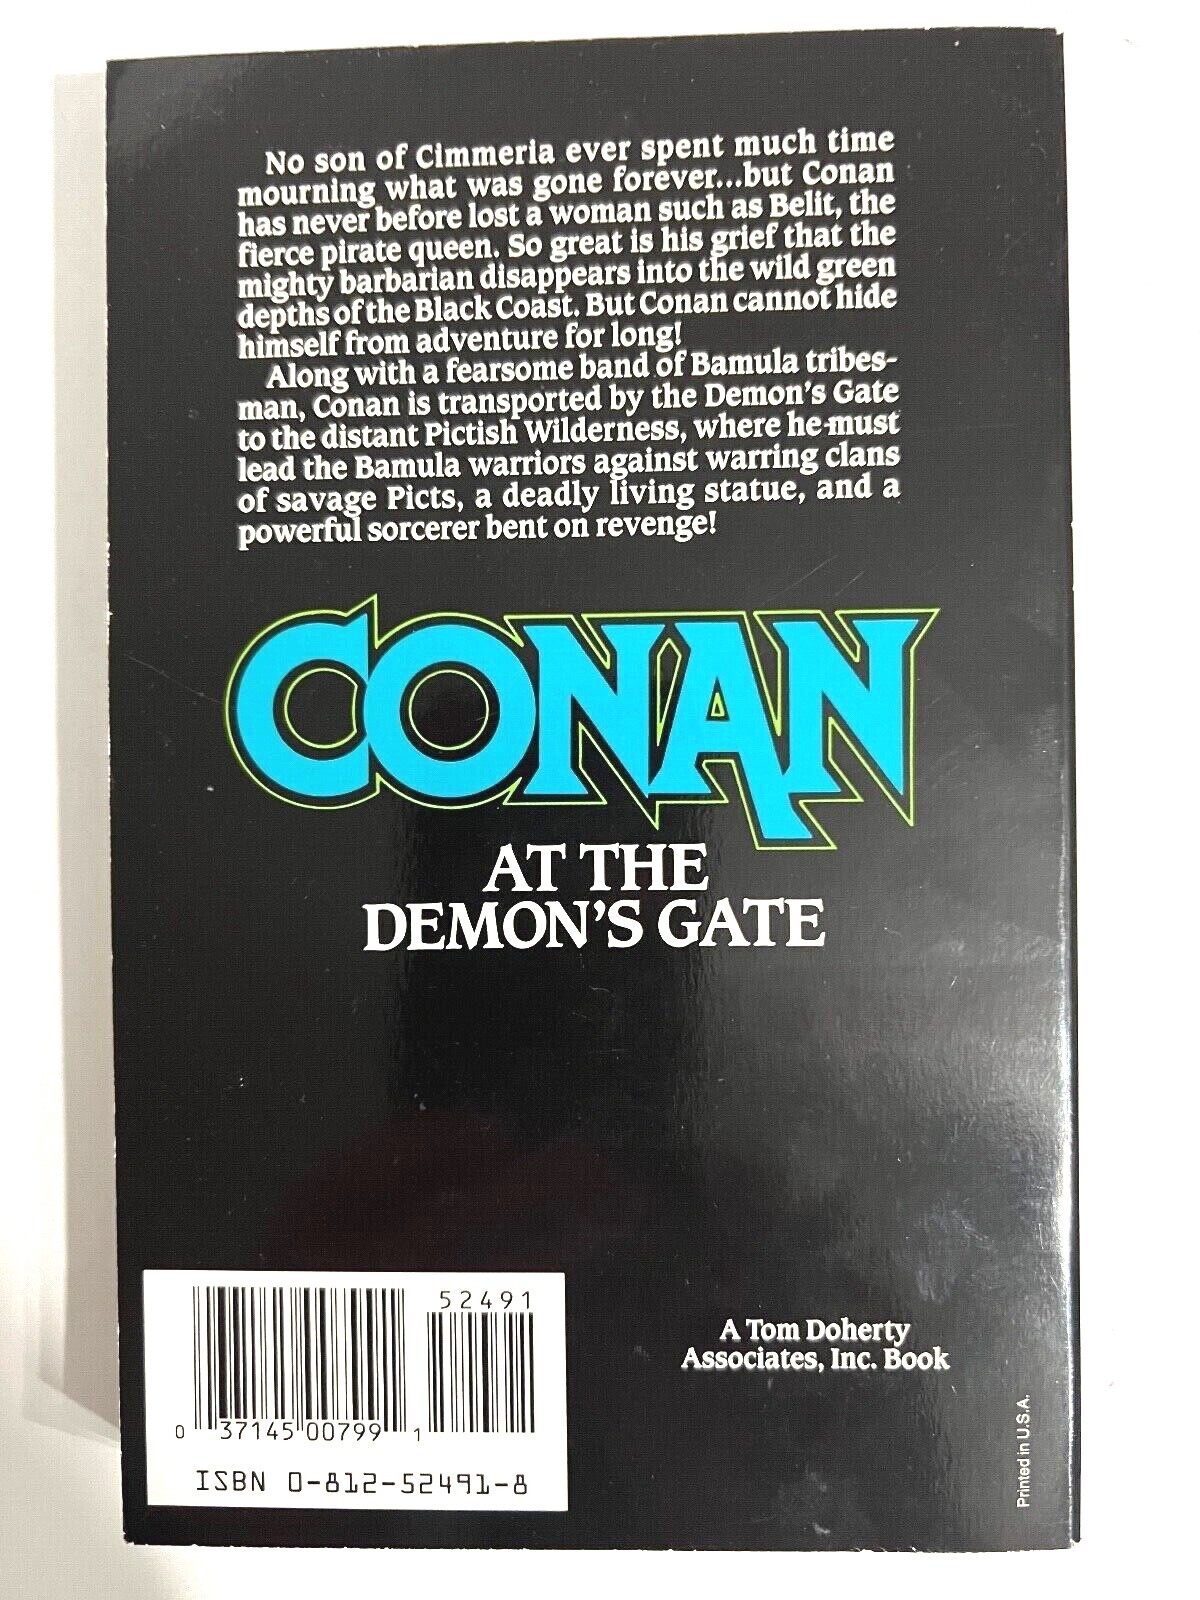 No son of Cimmeria ever spent much time
mourning what was gone forever...but Conan
has never before lost a woman such as Belit, the
fierce pirate queen. So great is his grief that the
mighty barbarian disappears into the wild green
depths of the Black Coast. But Conan cannot hide
himself from adventure for long!
Along with a fearsome band of Bamula tribes-
man, Conan is transported by the Demon's Gate
to the distant Pictish Wilderness, where he must
lead the Bamula warriors against warring clans
of savage Picts, a deadly living statue, and a
powerful sorcerer bent on revenge!
CONAN
AT THE
DEMON'S GATE
52491
0 37145 00799 1
ISBN 0-812-52491-8
A Tom Doherty
Associates, Inc. Book
Printed in U.S.A.